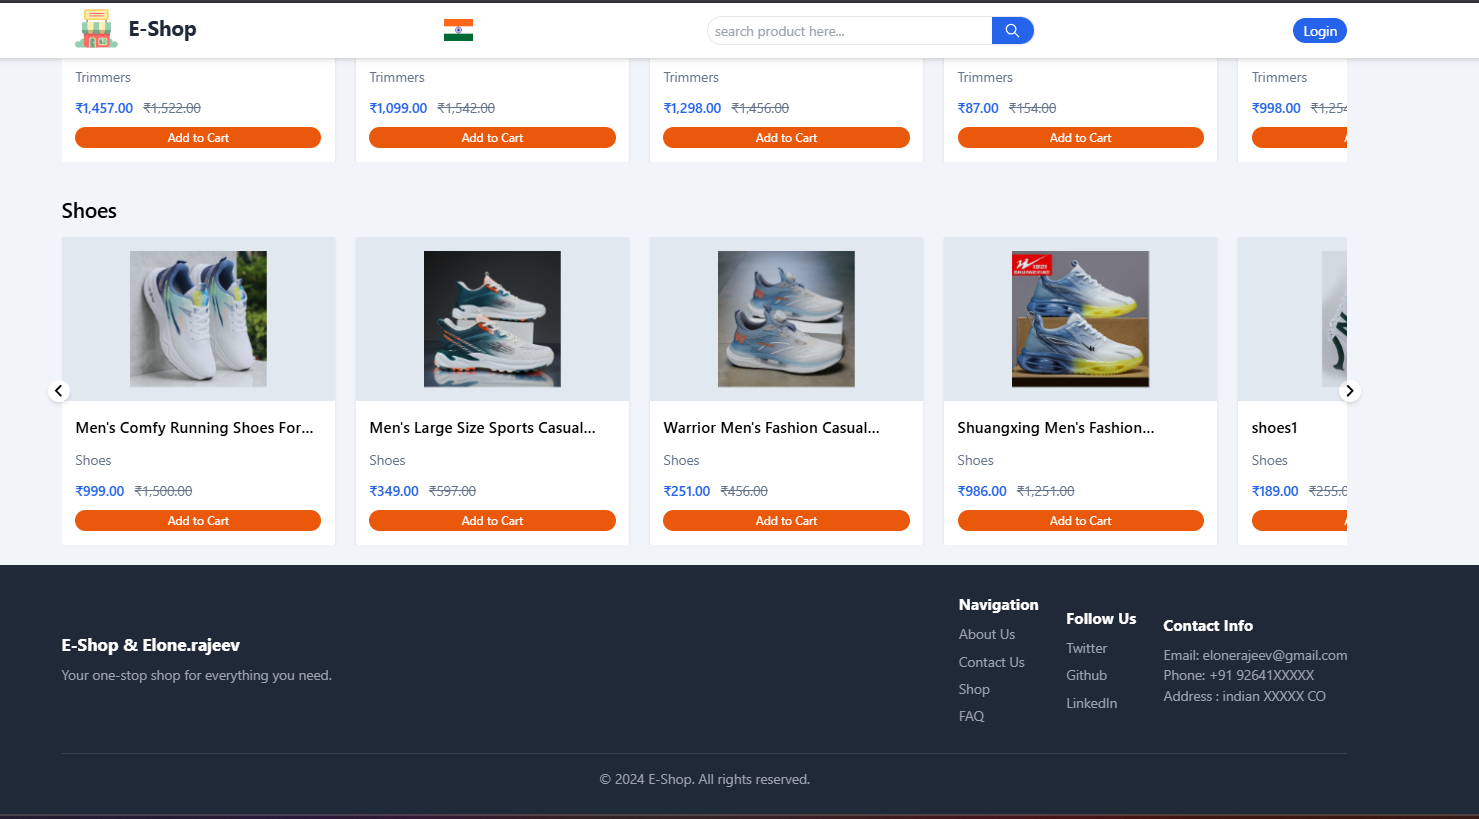 E-Shop
search product here...
Login
Trimmers
₹1,457.00 ₹1,522.00
Add to Cart
Trimmers
₹1,099.00 ₹1,542.00
Add to Cart
Trimmers
₹1,298.00 ₹1,456.00
Add to Cart
Trimmers
₹87.00 ₹154.00
Add to Cart
Trimmers
₹998.00 ₹1,254
Shoes
Men's Comfy Running Shoes For...
Shoes
₹999.00 ₹1,500.00
Add to Cart
Men's Large Size Sports Casual...
Shoes
₹349.00 ₹597.00
Add to Cart
Warrior Men's Fashion Casual...
Shoes
₹251.00 ₹456.00
Add to Cart
Shuangxing Men's Fashion...
Shoes
₹986.00 ₹1,251.00
Add to Cart
shoes1
Shoes
₹189.00 ₹255.0
E-Shop & Elone.rajeev
Your one-stop shop for everything you need.
Navigation
About Us
Contact Us
Shop
FAQ
Follow Us
Twitter
Github
LinkedIn
Contact Info
Email: elonerajeev@gmail.com
Phone: +91 92641XXXXX
Address : indian XXXXX CO
© 2024 E-Shop. All rights reserved.